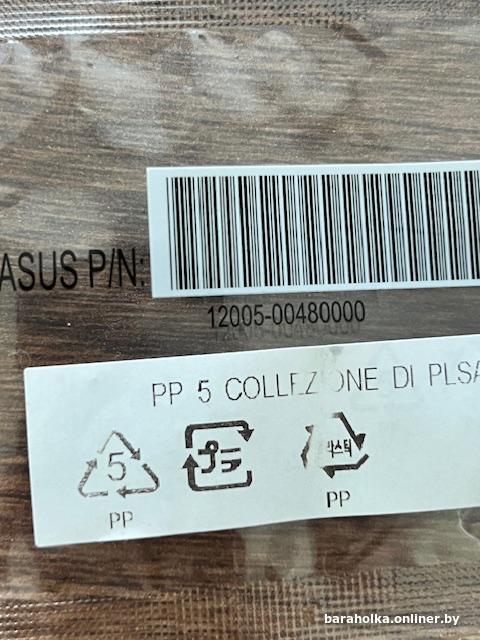 ASUS P/N:
12005-00480000
PP 5 COLLEZIONE DI PLSA
5
PP
プラ
PP
baraholka.onliner.by